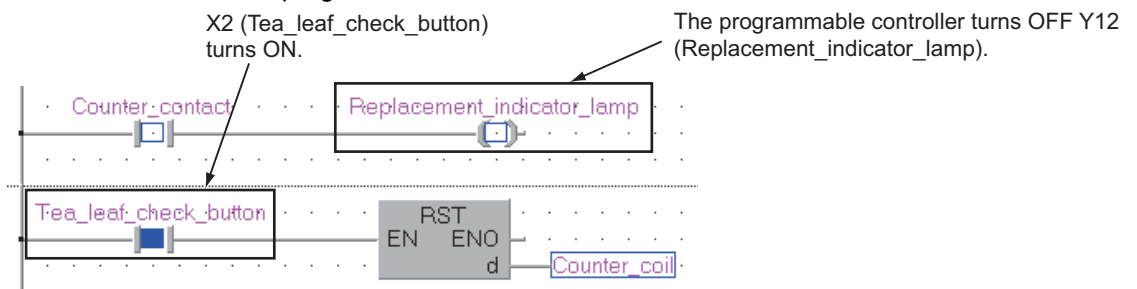 X2 (Tea_leaf_check_button)
turns ON.
The programmable controller turns OFF Y12
(Replacement_indicator_lamp).
Counter_contact
Replacement_indicator_lamp
Tea_leaf_check_button
RST
EN ENO
d
Counter_coil